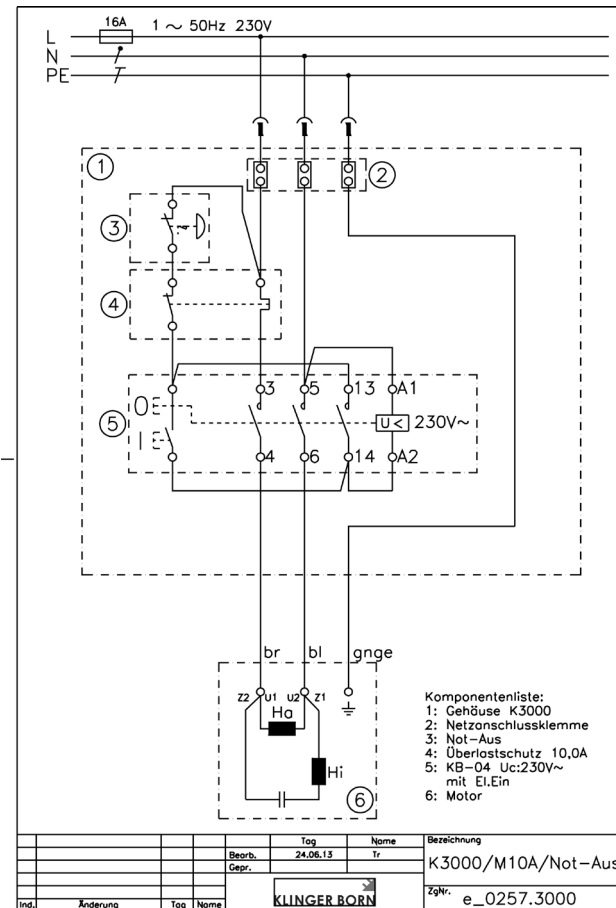 16A 1 ~ 50Hz 230V
L
N
PE
1
2
3
4
3 5 13 A1
O
5 U< 230V~
I
4 6 14 A2
br bl gnge
Z2 U1 U2 Z1
Ha
Hi
6
Komponentenliste:
1: Gehäuse K3000
2: Netzanschlussklemme
3: Not-Aus
4: Überlastschutz 10,0A
5: KB-04 Uc:230V~
mit El.Ein
6: Motor
Tag Name Bezeichnung
Bearb. 24.06.13 Tr
Gepr.
K3000/M10A/Not-Aus
KLINGER BORN
ZgNr. e_0257.3000
Ind. Änderung Tag Name